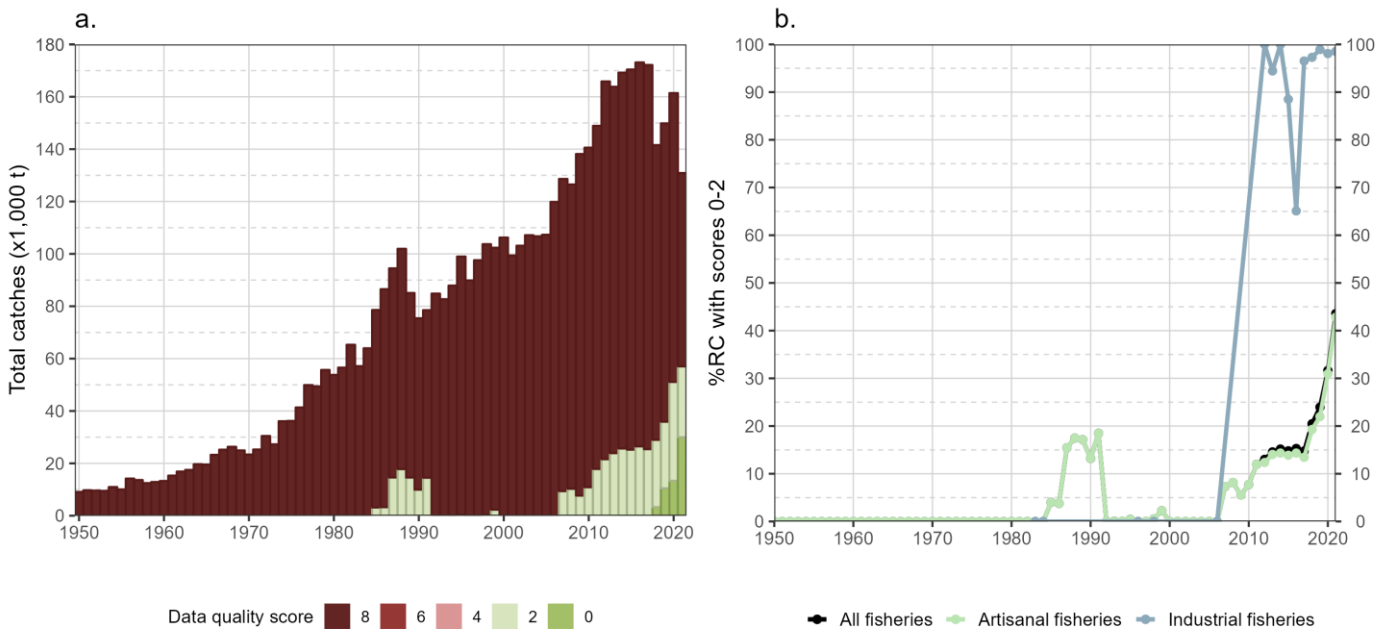 a.
Total catches (x1,000 t)
180
160
140
120
100
80
60
40
20
0
1950 1960 1970 1980 1990 2000 2010 2020
Data quality score 8 6 4 2 0
b.
%RC with scores 0-2
100 100
90 90
80 80
70 70
60 60
50 50
40 40
30 30
20 20
10 10
0 0
1950 1960 1970 1980 1990 2000 2010 2020
All fisheries Artisanal fisheries Industrial fisheries